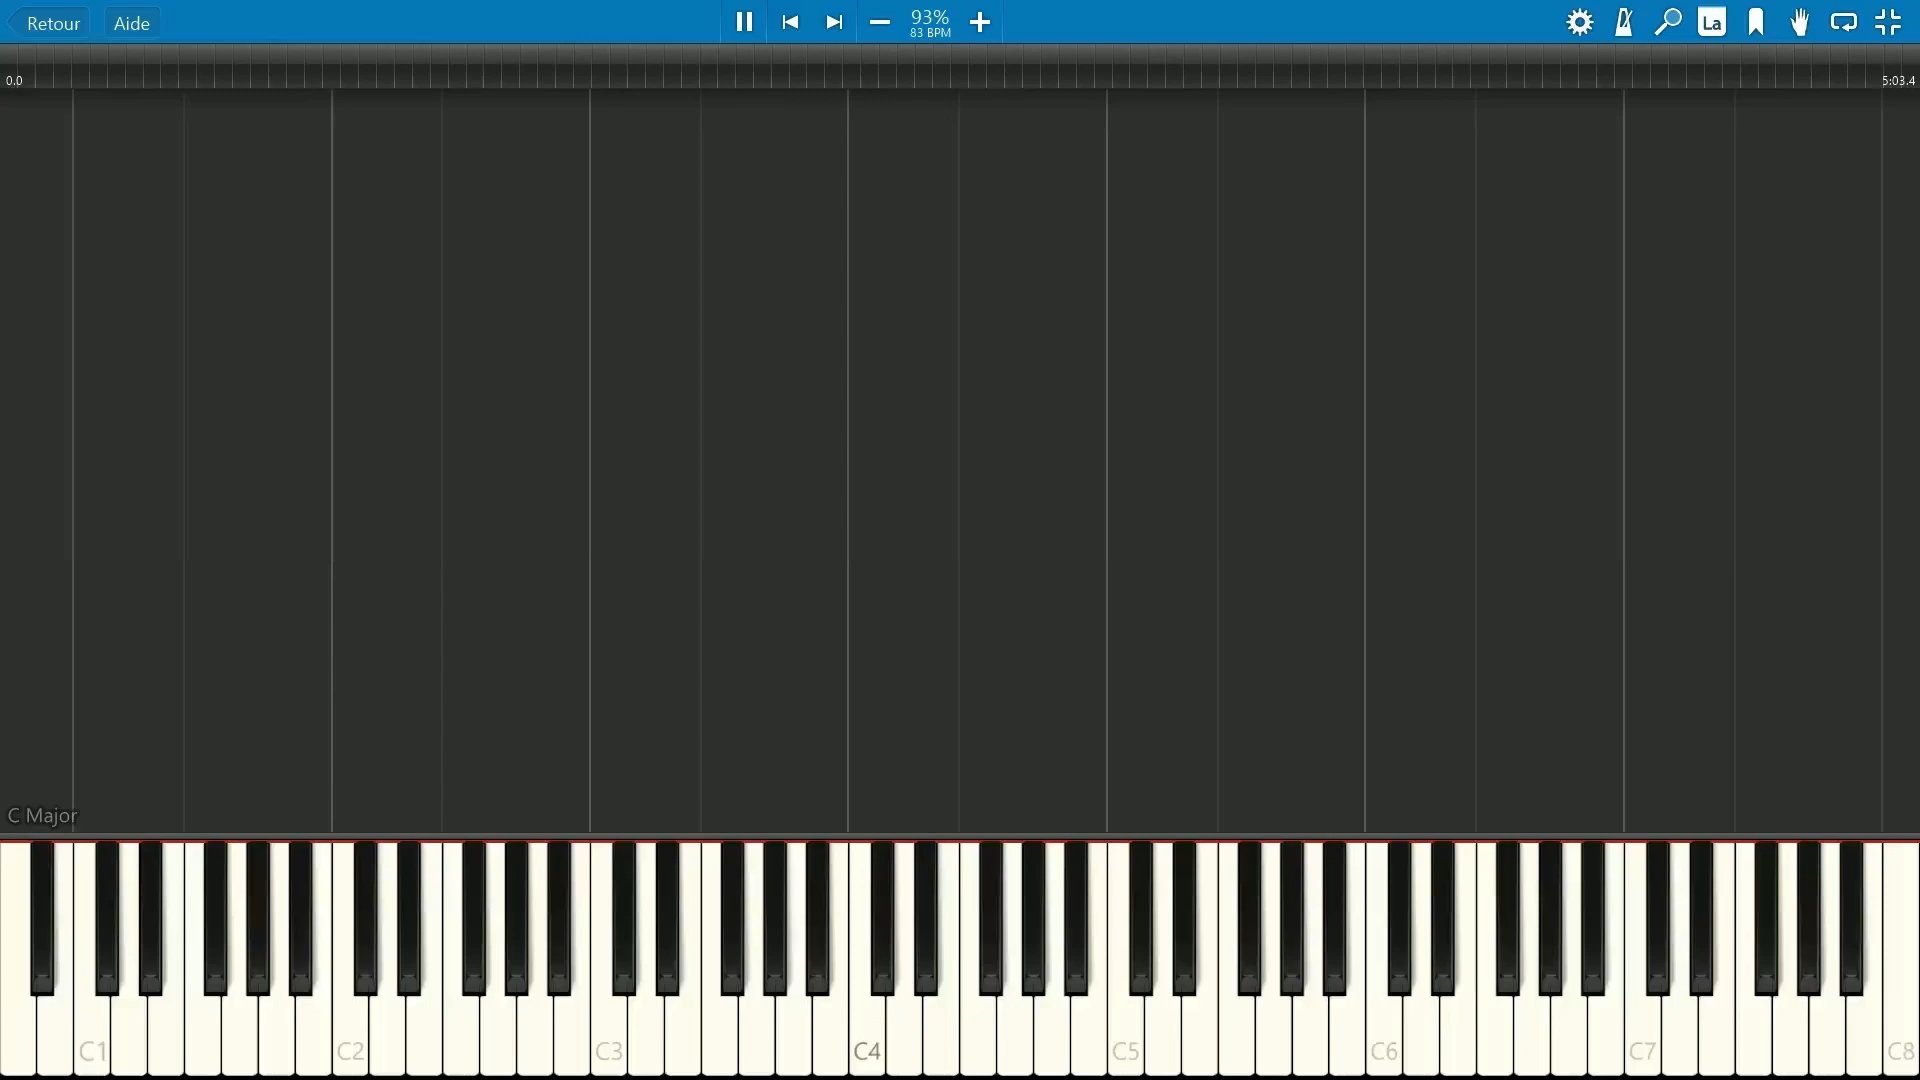 Retour
Aide
93%
83 BPM
La
0.0
5:03.4
C Major
C1
C2
C3
C4
C5
C6
C7
C8